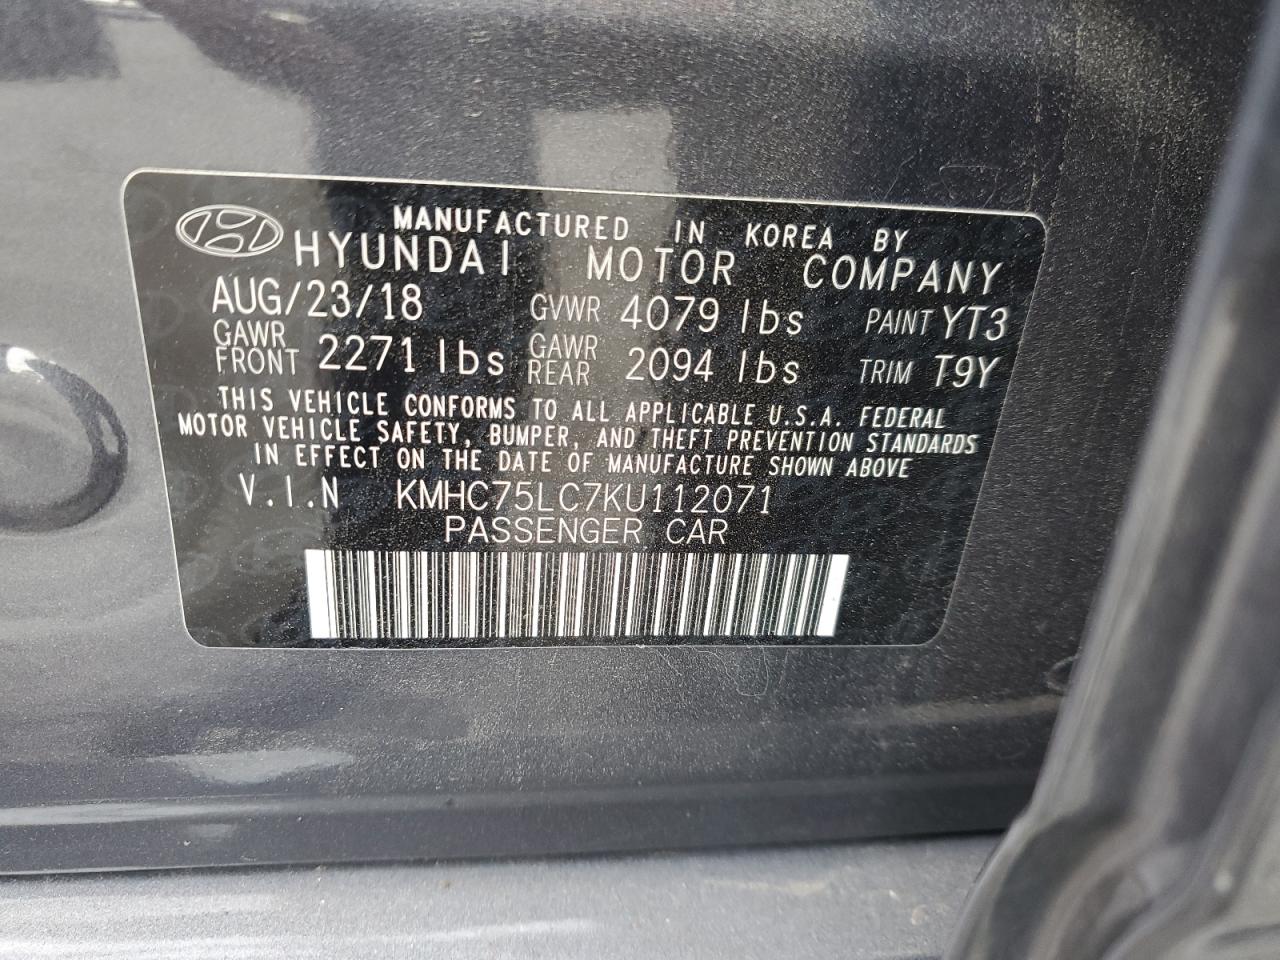 MANUFACTURED IN KOREA BY
HYUNDAI MOTOR COMPANY
AUG/23/18 GVWR 4079 lbs PAINT YT3
GAWR FRONT 2271 lbs GAWR REAR 2094 lbs TRIM T9Y
THIS VEHICLE CONFORMS TO ALL APPLICABLE U.S.A. FEDERAL
MOTOR VEHICLE SAFETY, BUMPER, AND THEFT PREVENTION STANDARDS
IN EFFECT ON THE DATE OF MANUFACTURE SHOWN ABOVE
V.I.N KMHC75LC7KU112071
PASSENGER CAR